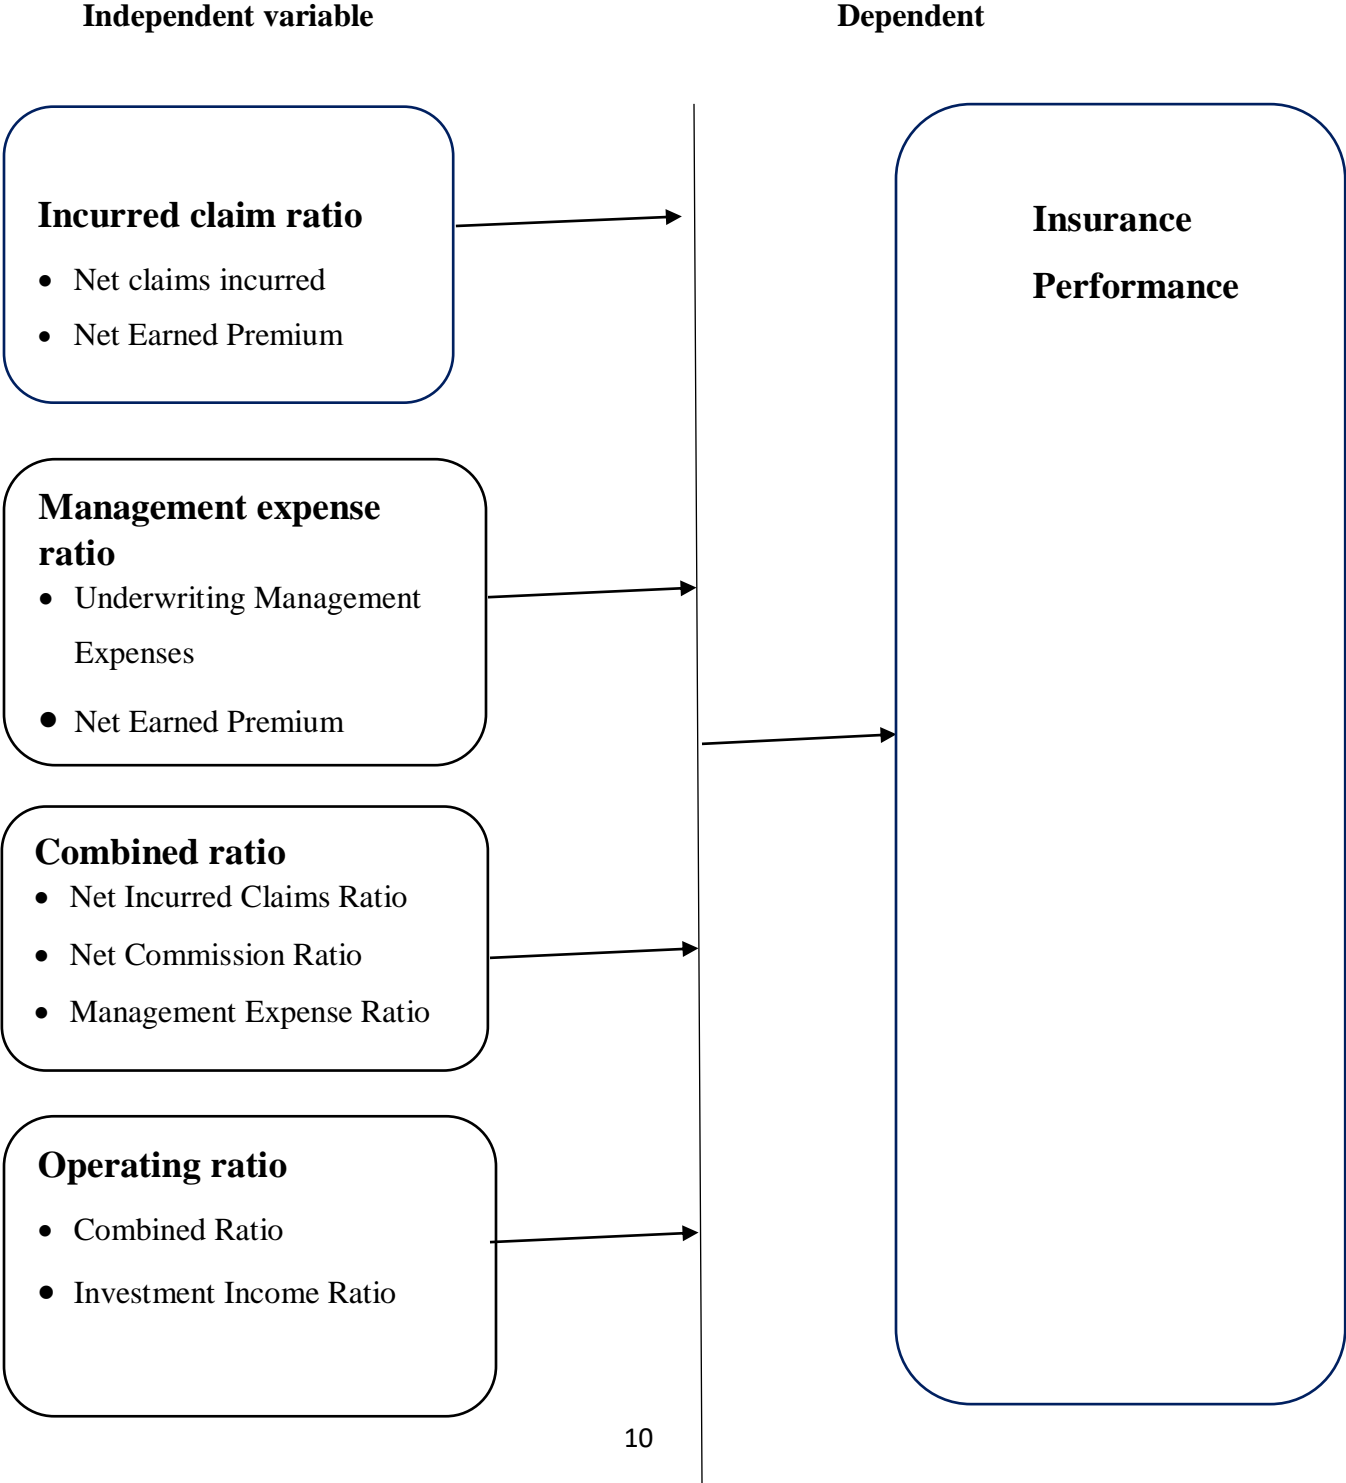 Independent variable
Dependent
Incurred claim ratio
• Net claims incurred
• Net Earned Premium
Management expense
ratio
• Underwriting Management
Expenses
• Net Earned Premium
Combined ratio
• Net Incurred Claims Ratio
• Net Commission Ratio
• Management Expense Ratio
Operating ratio
• Combined Ratio
• Investment Income Ratio
Insurance
Performance
10